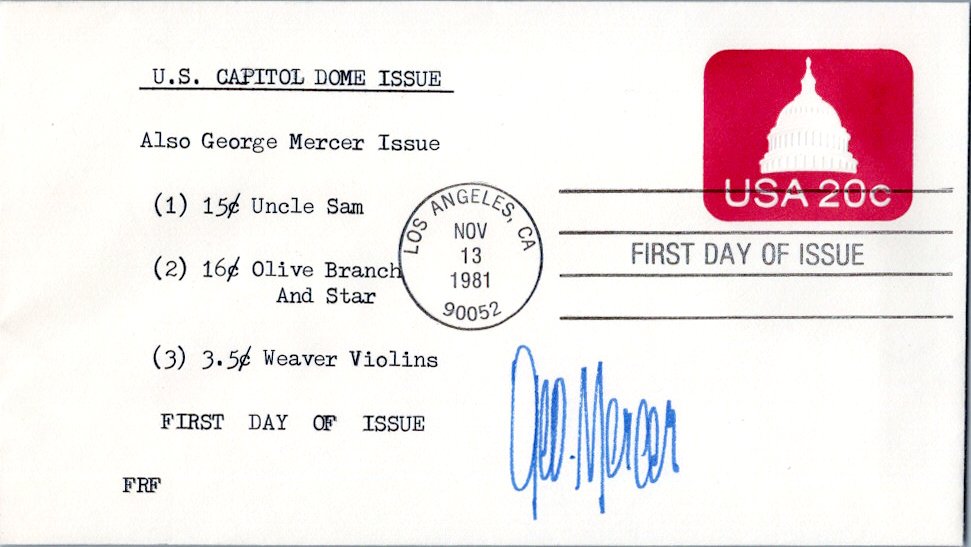 U.S. CAPITOL DOME ISSUE
Also George Mercer Issue
(1) 15¢ Uncle Sam
(2) 16¢ Olive Branch
And Star
(3) 3.5¢ Weaver Violins
FIRST DAY OF ISSUE
FRF
USA 20c
LOS ANGELES, CA
NOV
13
1981
90052
FIRST DAY OF ISSUE
Geo. Mercer